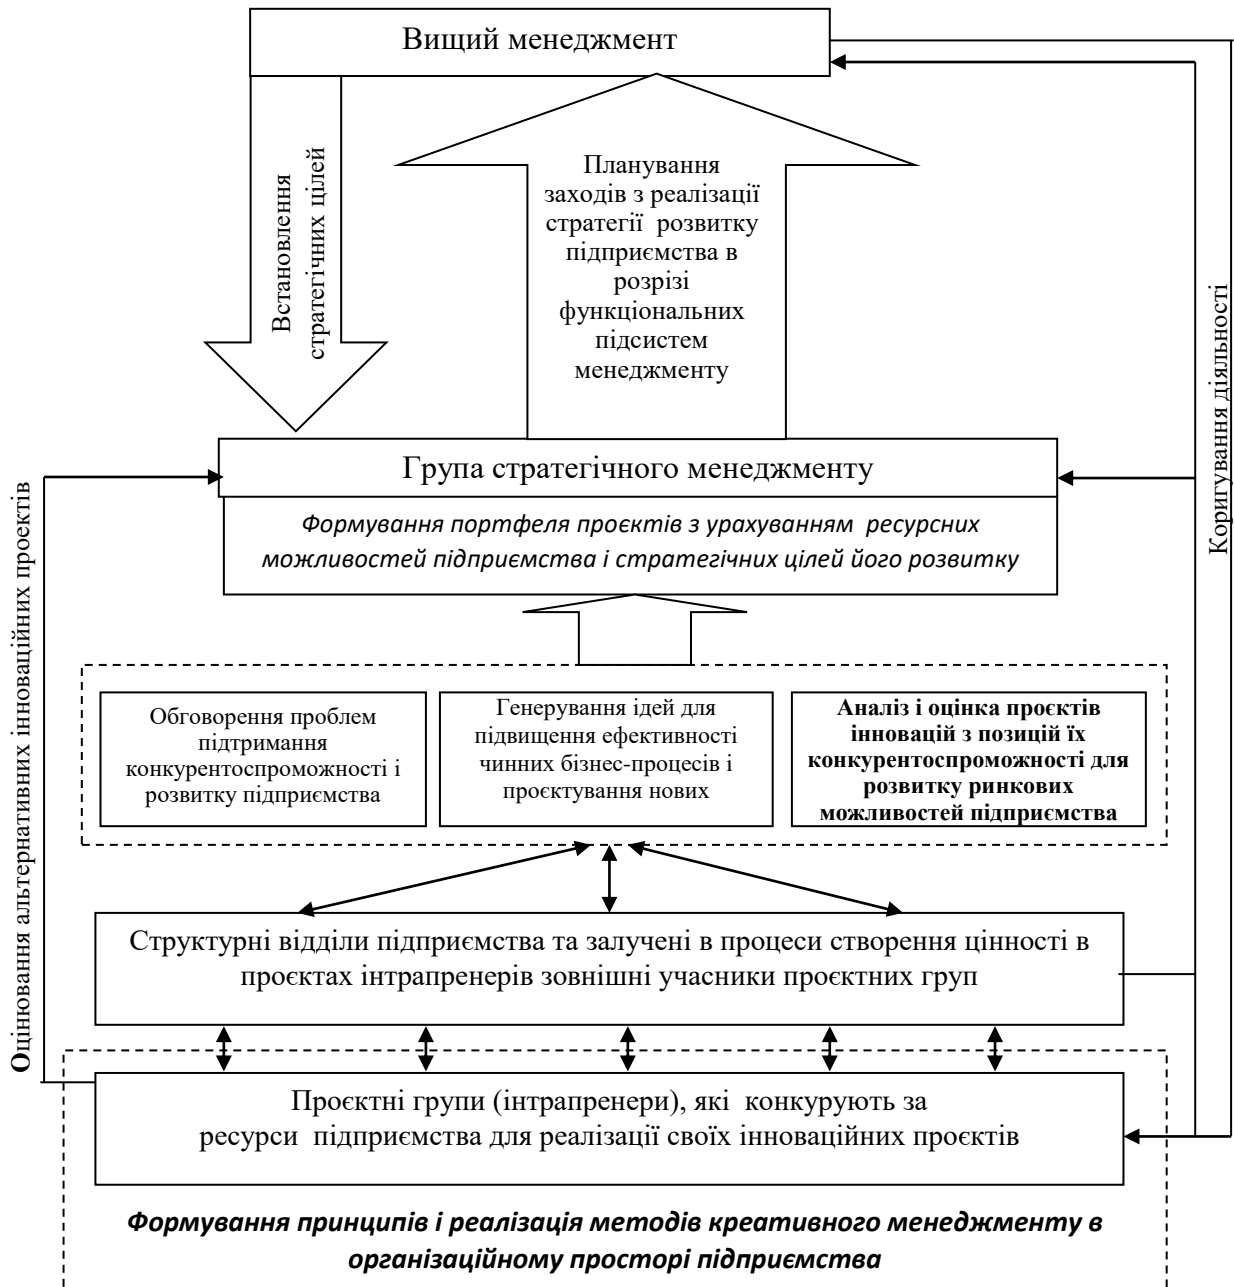 Вищий менеджмент
Встановлення
стратегічних цілей
Планування
заходів з реалізації
стратегії розвитку
підприємства в
розрізі
функціональних
підсистем
менеджменту
Коригування діяльності
Група стратегічного менеджменту
Формування портфеля проєктів з урахуванням ресурсних
можливостей підприємства і стратегічних цілей його розвитку
Оцінювання альтернативних інноваційних проектів
Обговорення проблем
підтримання
конкурентоспроможності і
розвитку підприємства
Генерування ідей для
підвищення ефективності
чинних бізнес-процесів і
проєктування нових
Аналіз і оцінка проєктів
інновацій з позицій їх
конкурентоспроможності для
розвитку ринкових
можливостей підприємства
Структурні відділи підприємства та залучені в процеси створення цінності в
проєктах інтрапренерів зовнішні учасники проєктних груп
Проєктні групи (інтрапренери), які конкурують за
ресурси підприємства для реалізації своїх інноваційних проєктів
Формування принципів і реалізація методів креативного менеджменту в
організаційному просторі підприємства